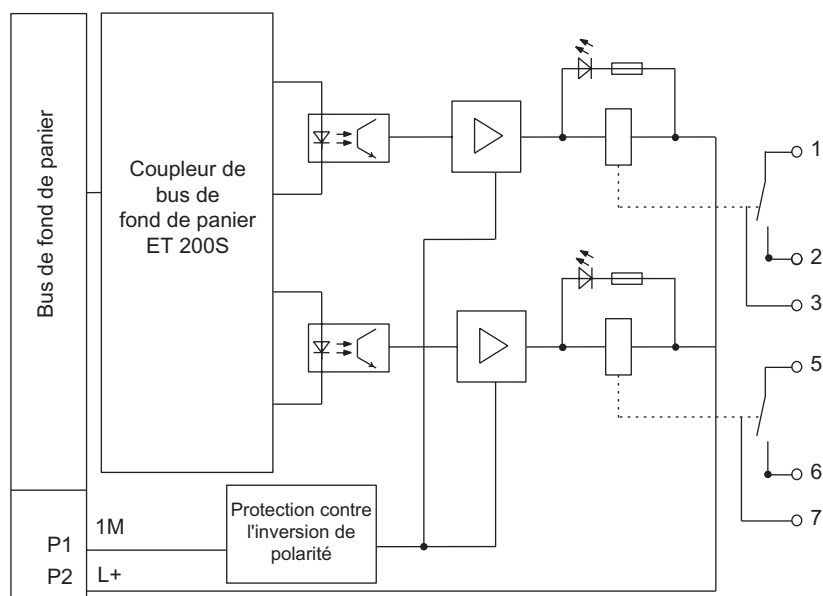 Bus de fond de panier
Coupleur de
bus de
fond de panier
ET 200S
1
2
3
5
6
7
Protection contre
l'inversion de
polarité
1M
P1
P2
L+